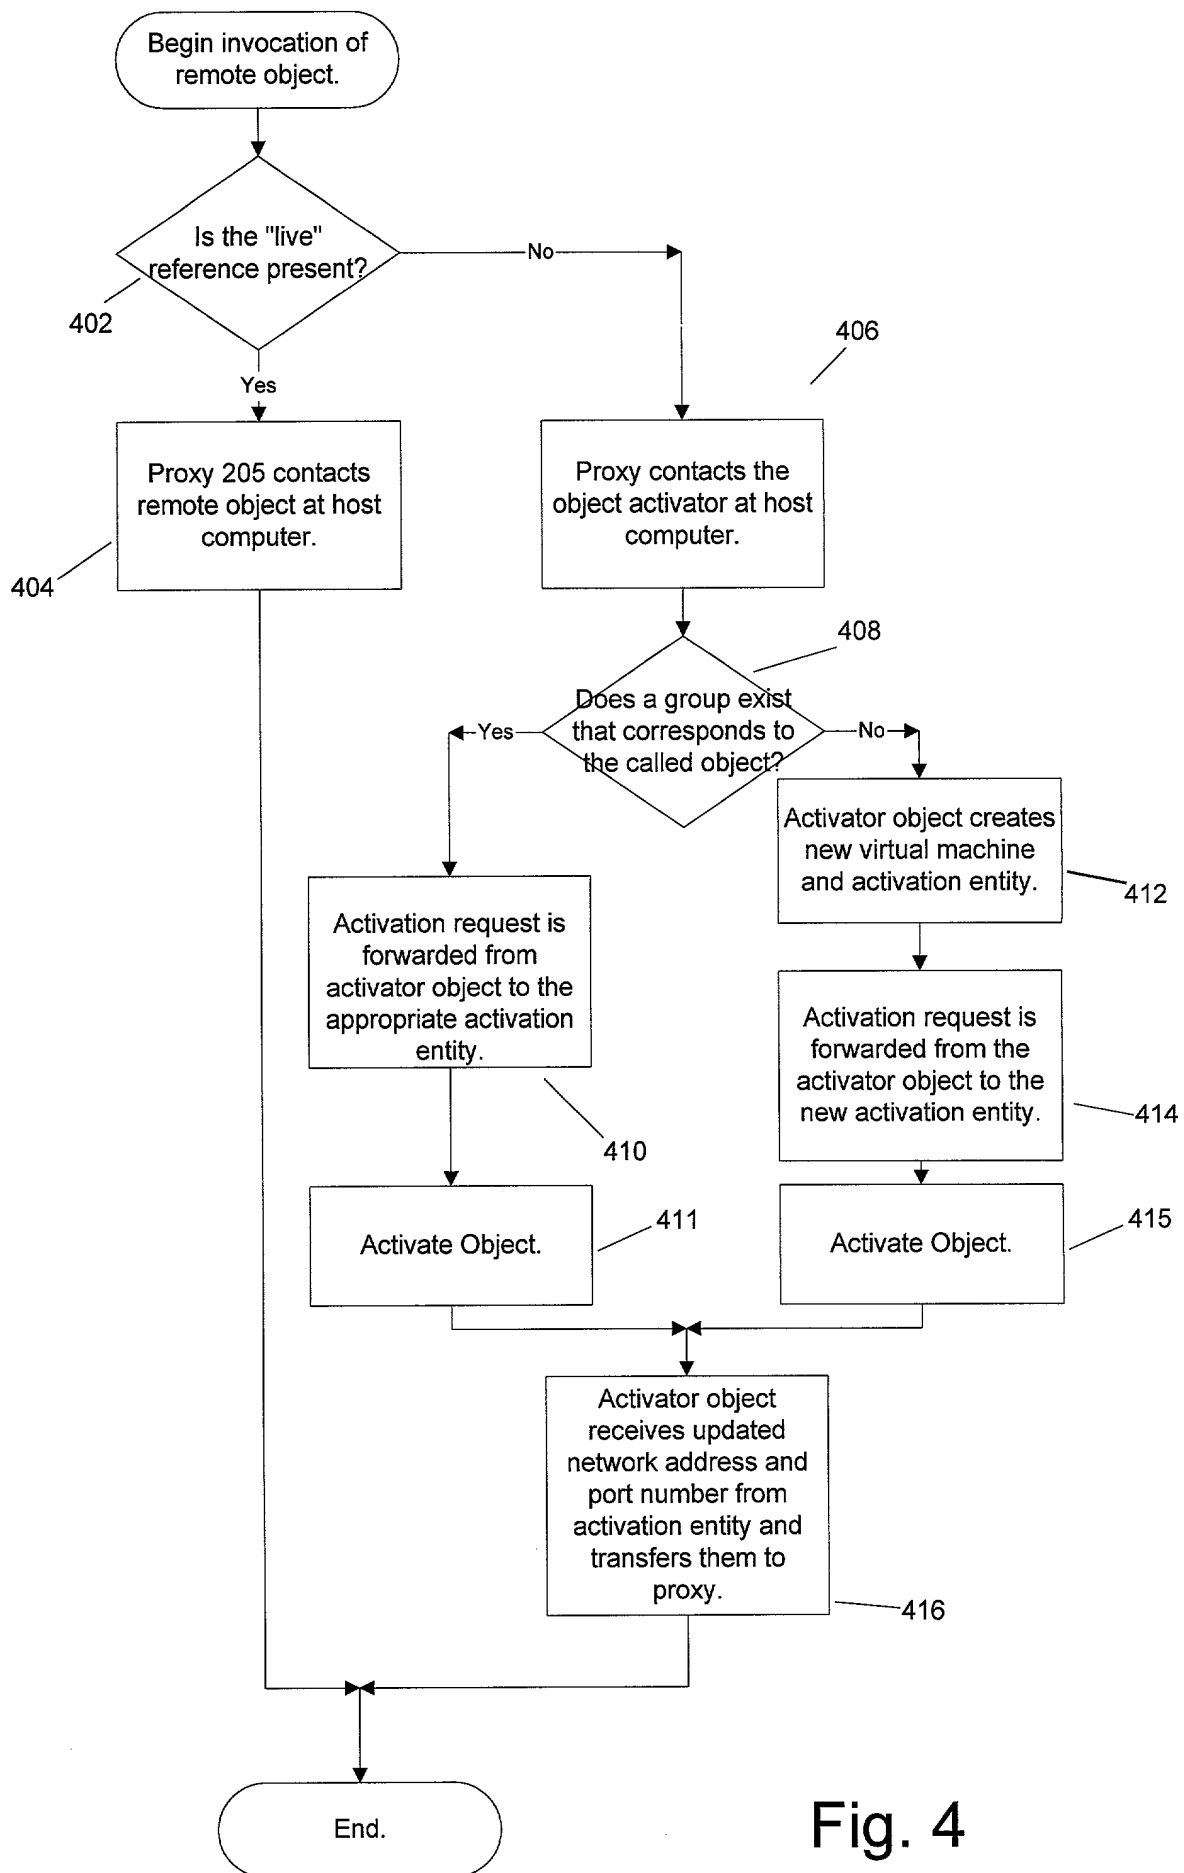 Begin invocation of
remote object.
Is the "live"
reference present?
No
402
406
Yes
Proxy 205 contacts
remote object at host
computer.
Proxy contacts the
object activator at host
computer.
404
408
Does a group exist
that corresponds to
the called object?
Yes
No
Activator object creates
new virtual machine
and activation entity.
412
Activation request is
forwarded from
activator object to the
appropriate activation
entity.
410
Activation request is
forwarded from the
activator object to the
new activation entity.
414
Activate Object.
411
Activate Object.
415
Activator object
receives updated
network address and
port number from
activation entity and
transfers them to
proxy.
416
End.
Fig. 4